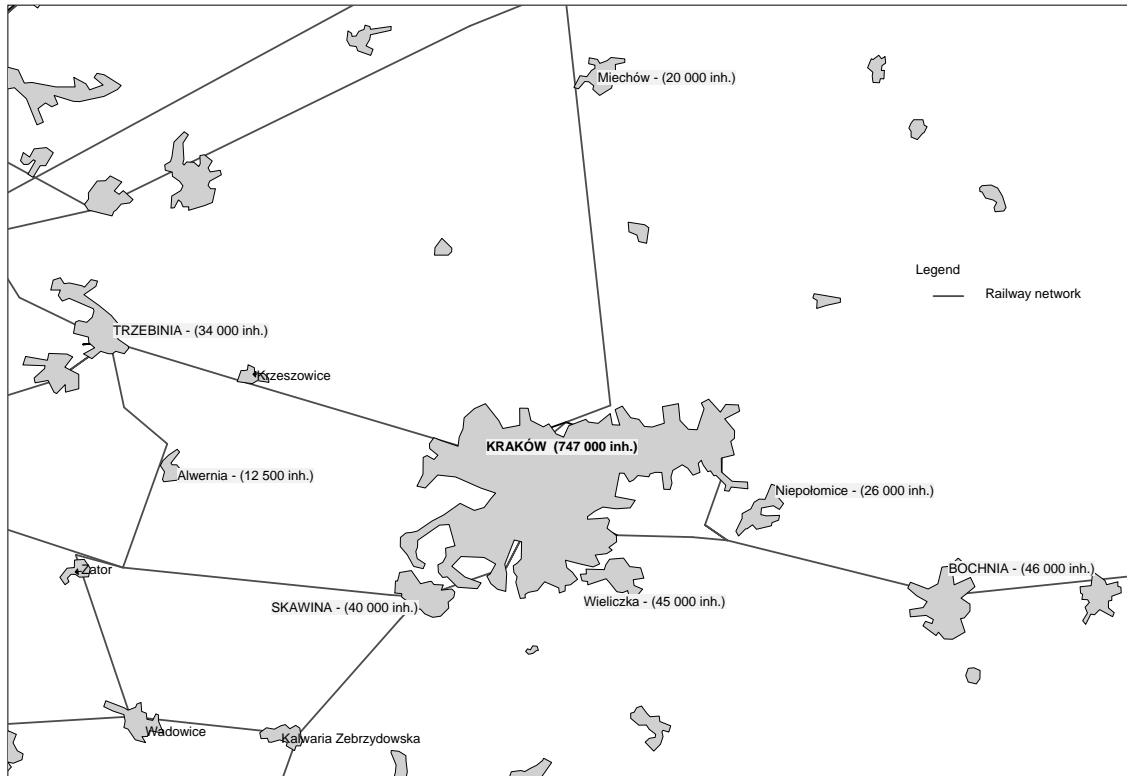 Miechów - (20 000 inh.)
Legend
Railway network
TRZEBINIA - (34 000 inh.)
Krzeszowice
KRAKÓW (747 000 inh.)
Alwernia - (12 500 inh.)
Niepołomice - (26 000 inh.)
Zator
BOCHNIA - (46 000 inh.)
SKAWINA - (40 000 inh.)
Wieliczka - (45 000 inh.)
Wadowice
Kalwaria Zebrzydowska